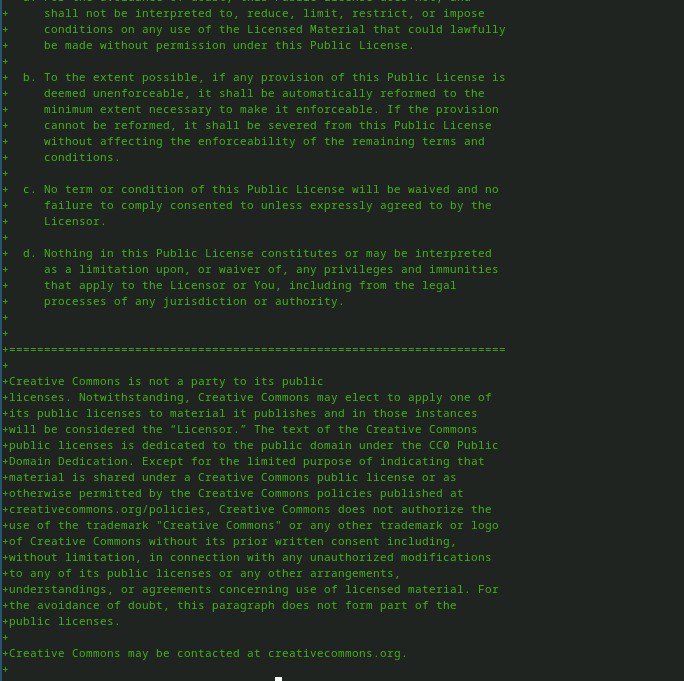 +     shall not be interpreted to, reduce, limit, restrict, or impose
+     conditions on any use of the Licensed Material that could lawfully
+     be made without permission under this Public License.
+
+  b. To the extent possible, if any provision of this Public License is
+     deemed unenforceable, it shall be automatically reformed to the
+     minimum extent necessary to make it enforceable. If the provision
+     cannot be reformed, it shall be severed from this Public License
+     without affecting the enforceability of the remaining terms and
+     conditions.
+
+  c. No term or condition of this Public License will be waived and no
+     failure to comply consented to unless expressly agreed to by the
+     Licensor.
+
+  d. Nothing in this Public License constitutes or may be interpreted
+     as a limitation upon, or waiver of, any privileges and immunities
+     that apply to the Licensor or You, including from the legal
+     processes of any jurisdiction or authority.
+
+
+=======================================================================
+
+Creative Commons is not a party to its public
+licenses. Notwithstanding, Creative Commons may elect to apply one of
+its public licenses to material it publishes and in those instances
+will be considered the “Licensor.” The text of the Creative Commons
+public licenses is dedicated to the public domain under the CC0 Public
+Domain Dedication. Except for the limited purpose of indicating that
+material is shared under a Creative Commons public license or as
+otherwise permitted by the Creative Commons policies published at
+creativecommons.org/policies, Creative Commons does not authorize the
+use of the trademark "Creative Commons" or any other trademark or logo
+of Creative Commons without its prior written consent including,
+without limitation, in connection with any unauthorized modifications
+to any of its public licenses or any other arrangements,
+understandings, or agreements concerning use of licensed material. For
+the avoidance of doubt, this paragraph does not form part of the
+public licenses.
+
+Creative Commons may be contacted at creativecommons.org.
+